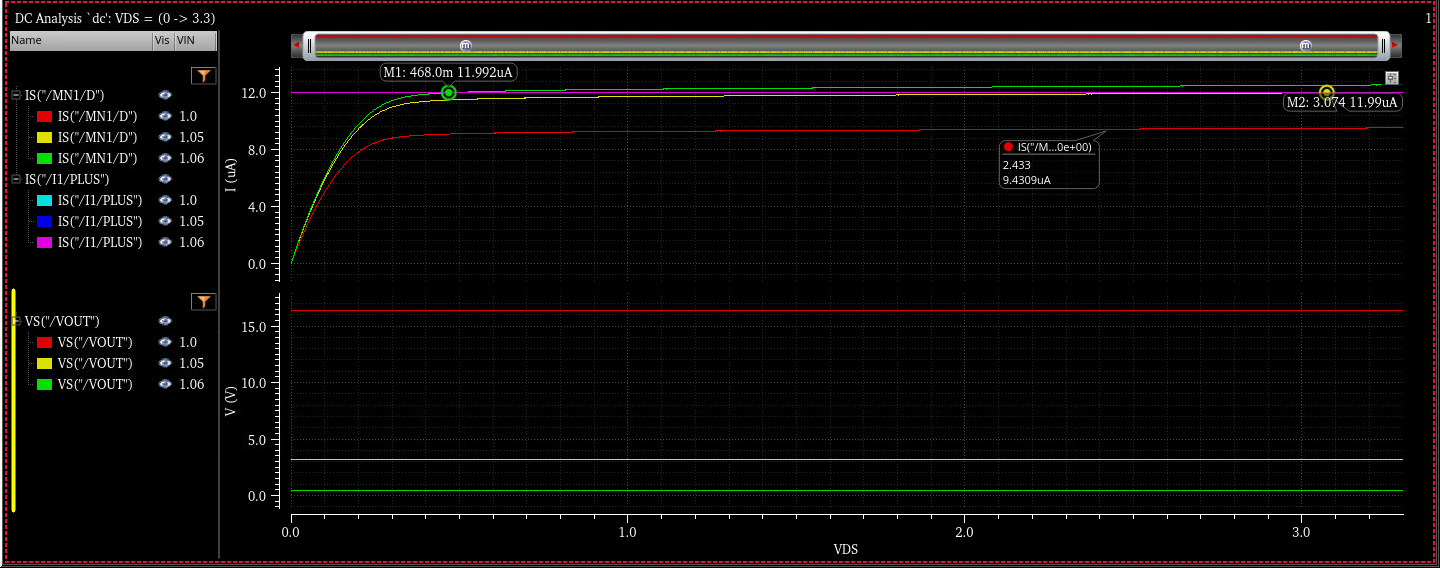 DC Analysis `dc': VDS = (0 -> 3.3)
1
Name Vis VIN
IS("/MN1/D")
IS("/MN1/D") 1.0
IS("/MN1/D") 1.05
IS("/MN1/D") 1.06
IS("/I1/PLUS")
IS("/I1/PLUS") 1.0
IS("/I1/PLUS") 1.05
IS("/I1/PLUS") 1.06
VS("/VOUT")
VS("/VOUT") 1.0
VS("/VOUT") 1.05
VS("/VOUT") 1.06
m
m
M1: 468.0m 11.992uA
M2: 3.074 11.99uA
IS("/M...0e+00)
2.433
9.4309uA
I (uA)
12.0
8.0
4.0
0.0
V (V)
15.0
10.0
5.0
0.0
0.0 1.0 2.0 3.0
VDS